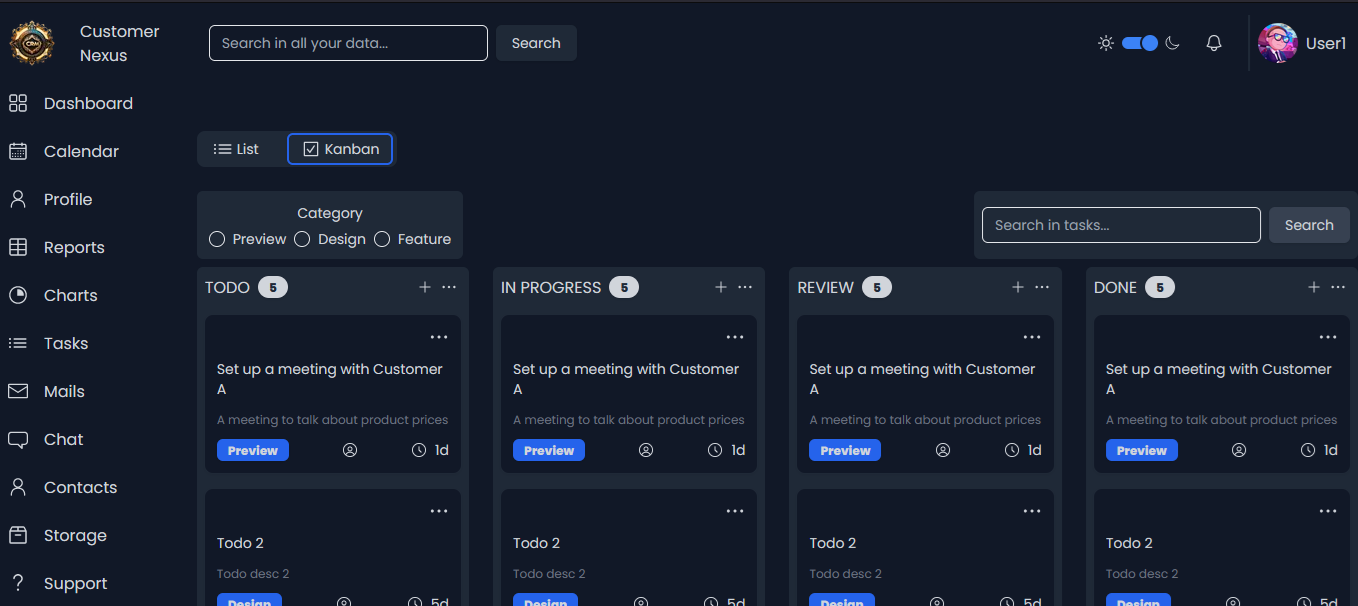 CRM
Customer
Nexus
Search in all your data...
Search
User1
Dashboard
Calendar
Profile
Reports
Charts
Tasks
Mails
Chat
Contacts
Storage
Support
List
Kanban
Category
Preview Design Feature
Search in tasks...
Search
TODO 5
Set up a meeting with Customer
A
A meeting to talk about product prices
Preview 1d
Todo 2
Todo desc 2
Design 5d
IN PROGRESS 5
Set up a meeting with Customer
A
A meeting to talk about product prices
Preview 1d
Todo 2
Todo desc 2
Design 5d
REVIEW 5
Set up a meeting with Customer
A
A meeting to talk about product prices
Preview 1d
Todo 2
Todo desc 2
Design 5d
DONE 5
Set up a meeting with Customer
A
A meeting to talk about product prices
Preview 1d
Todo 2
Todo desc 2
Design 5d